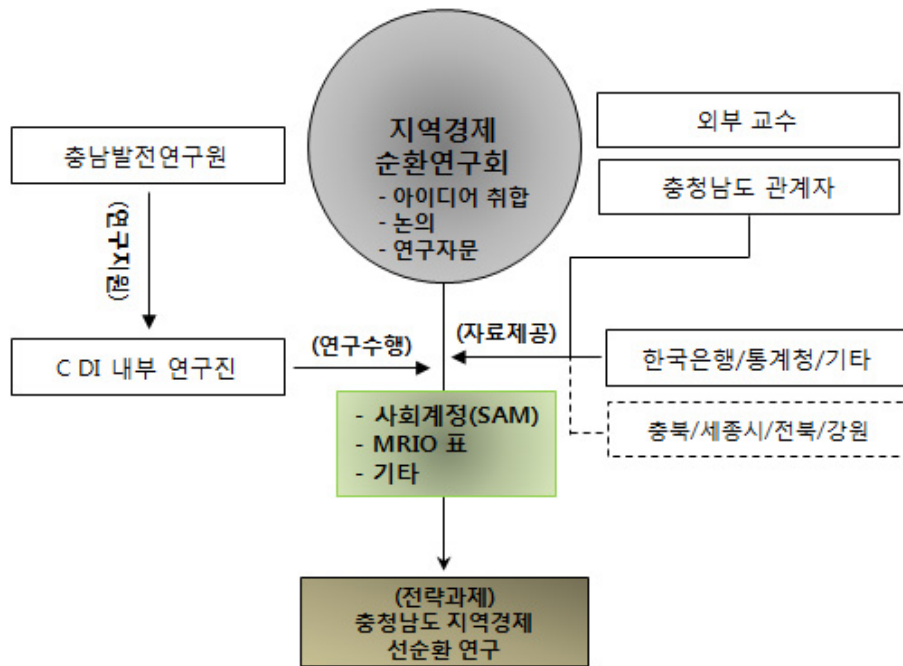 지역경제
순환연구회
- 아이디어 취합
- 논의
- 연구자문
외부 교수
충청남도 관계자
충남발전연구원
(연구지원)
C DI 내부 연구진
(연구수행)
(자료제공)
한국은행/통계청/기타
충북/세종시/전북/강원
- 사회계정(SAM)
- MRIO 표
- 기타
(전략과제)
충청남도 지역경제
선순환 연구